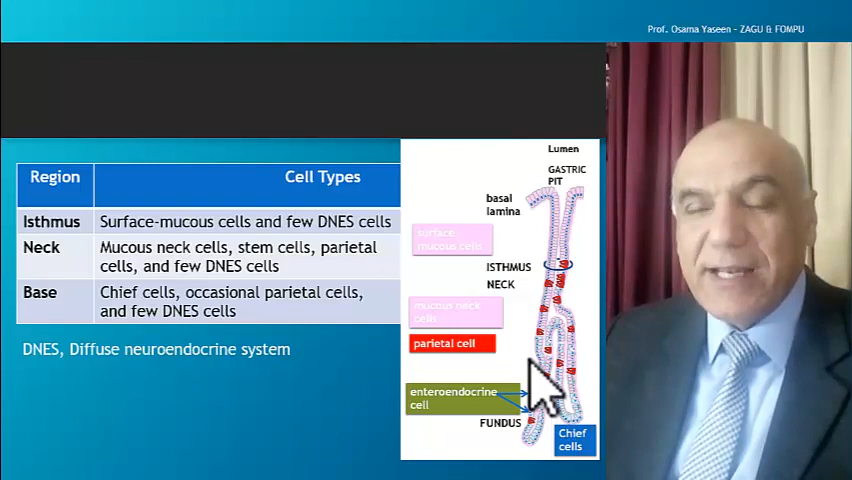 Prof. Osama Yaseen - ZAGU & FOMPU
Region
Cell Types
Isthmus
Surface-mucous cells and few DNES cells
Neck
Mucous neck cells, stem cells, parietal
cells, and few DNES cells
Base
Chief cells, occasional parietal cells,
and few DNES cells
DNES, Diffuse neuroendocrine system
Lumen
GASTRIC
PIT
basal
lamina
surface
mucous cells
ISTHMUS
NECK
mucous neck
cells
parietal cell
enteroendocrine
cell
FUNDUS
Chief
cells